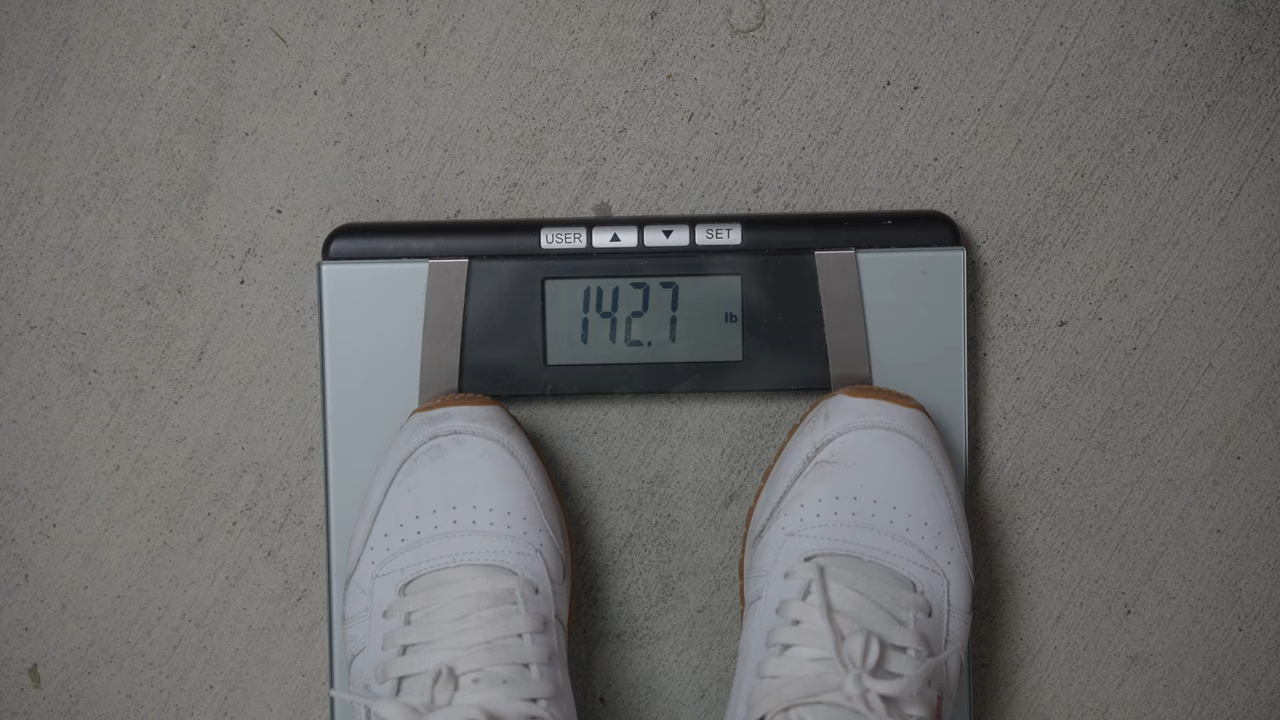 USER ▲ ▼ SET
142.7 lb